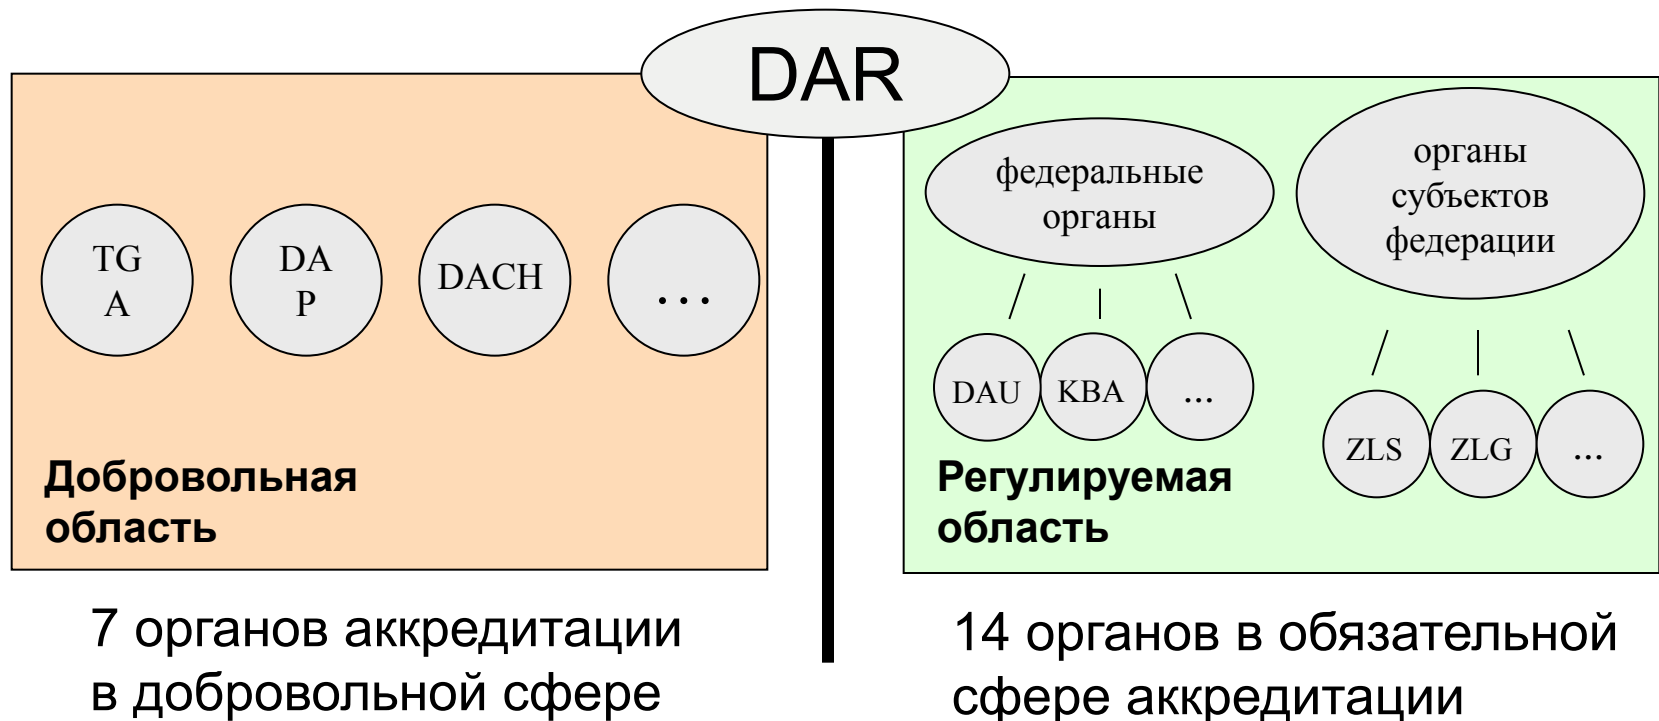 DAR
TG
A
DA
P
DACH
...
Добровольная
область
7 органов аккредитации
в добровольной сфере
федеральные
органы
DAU
KBA
...
органы
субъектов
федерации
ZLS
ZLG
...
Регулируемая
область
14 органов в обязательной
сфере аккредитации